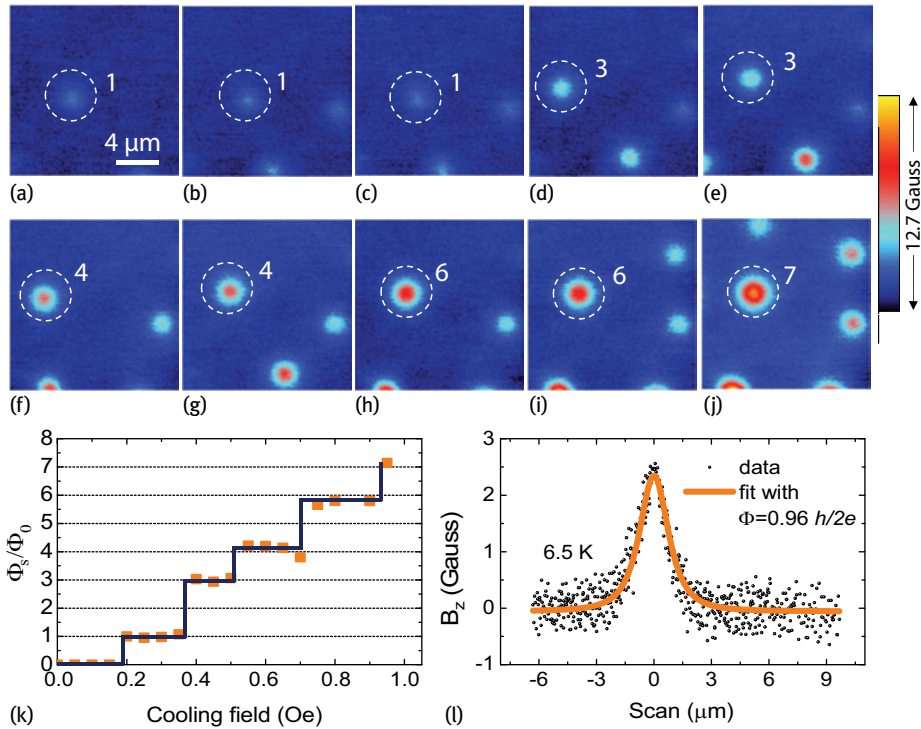 1
1
1
3
3
4 μm
12.7 Gauss
(a)
(b)
(c)
(d)
(e)
4
4
6
6
7
(f)
(g)
(h)
(i)
(j)
8
7
6
5
4
3
2
1
0
Φs/Φ0
0.0 0.2 0.4 0.6 0.8 1.0
Cooling field (Oe)
(k)
3
2
1
0
-1
Bz (Gauss)
data
fit with
Φ=0.96 h/2e
6.5 K
-6 -3 0 3 6 9
Scan (μm)
(l)